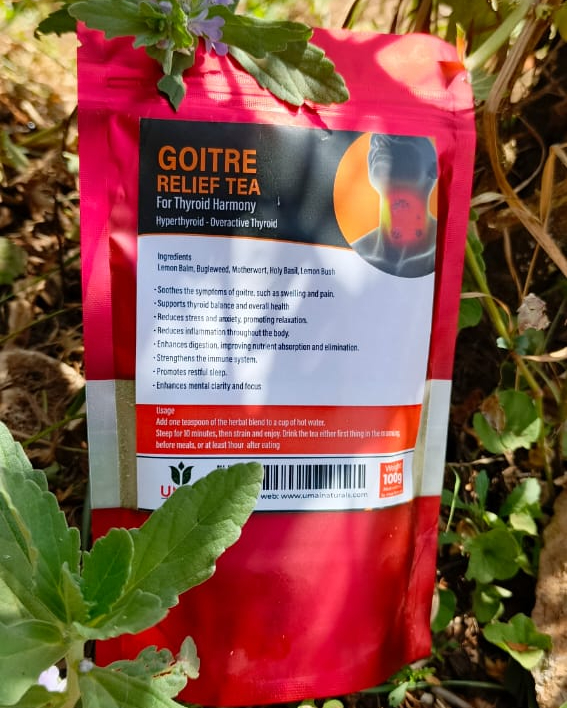 GOITRE
RELIEF TEA
For Thyroid Harmony
Hyperthyroid - Overactive Thyroid
Ingredients
Lemon Balm, Bugleweed, Motherwort, Holy Basil, Lemon Bush
• Soothes the symptoms of goitre, such as swelling and pain.
• Supports thyroid balance and overall health
• Reduces stress and anxiety, promoting relaxation.
• Reduces inflammation throughout the body.
• Enhances digestion, improving nutrient absorption and elimination.
• Strengthens the immune system.
• Promotes restful sleep.
• Enhances mental clarity and focus
Usage
Add one teaspoon of the herbal blend to a cup of hot water.
Steep for 10 minutes, then strain and enjoy. Drink the tea either first thing in the morning,
before meals, or at least 1hour after eating
Weight
100g
web: www.umainaturals.com